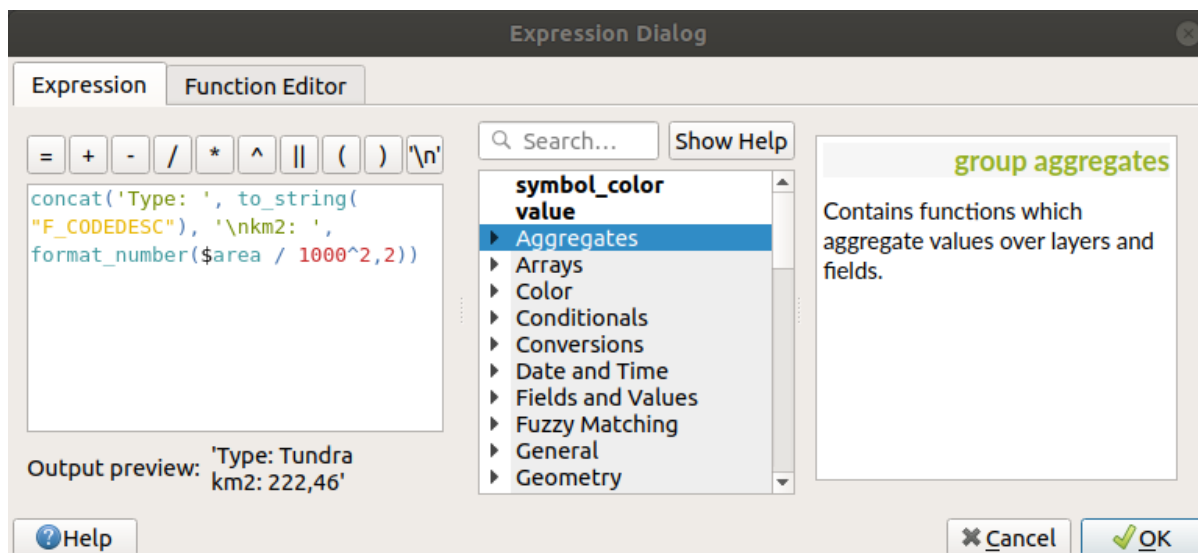 Expression Dialog
Expression
Function Editor
= + - / * ^ || ( ) '\n'
concat('Type: ', to_string(
"F_CODEDESC"), '\nkm2: ',
format_number($area / 1000^2,2))
Output preview: 'Type: Tundra
km2: 222,46'
Search...
Show Help
symbol_color
value
Aggregates
Arrays
Color
Conditionals
Conversions
Date and Time
Fields and Values
Fuzzy Matching
General
Geometry
group aggregates
Contains functions which
aggregate values over layers and
fields.
Help
Cancel
OK